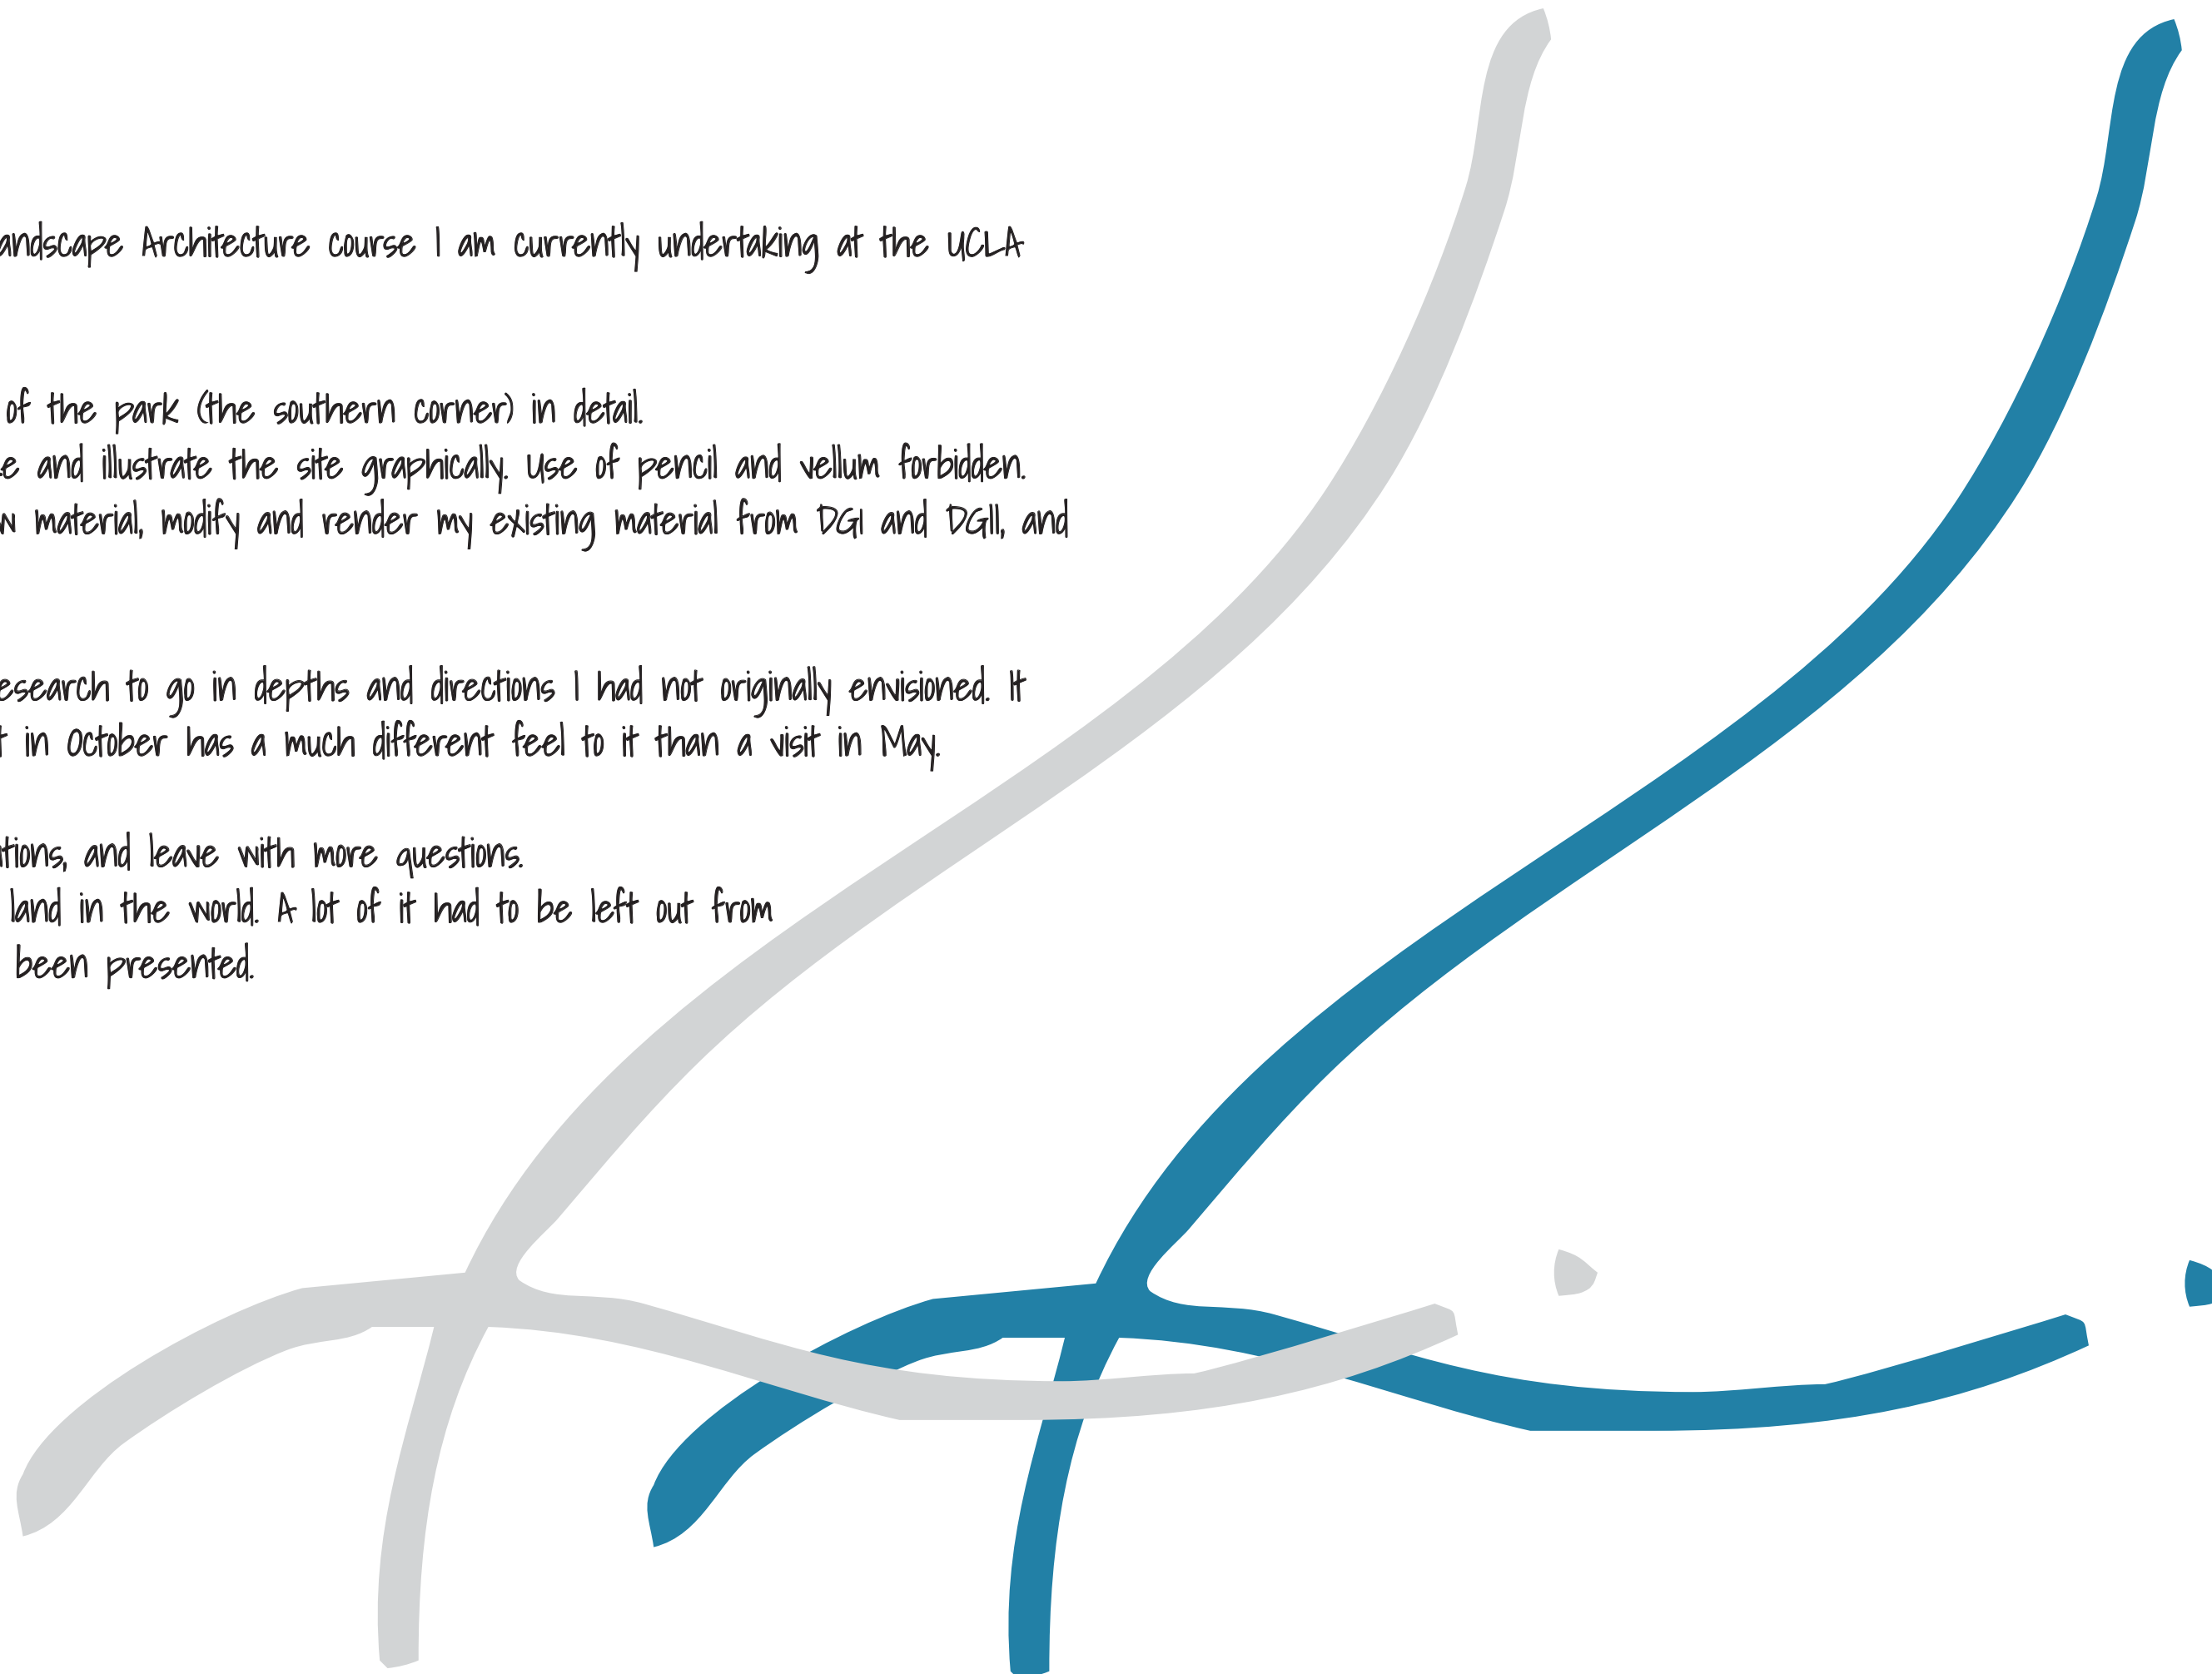 andscape Architecture course I am currently undertaking at the UCLA
of the park (the southern corner) in detail.
e and illustrate the site graphically. Use of pencil and vellum forbidden.
w material, modify and render my existing material from DG1 and DG11, and
esearch to go in depths and directions I had not originally envisioned. It
t in October has a much different feel to it than a visit in May.
tions, and leave with more questions.
land in the world. A lot of it had to be left out from
been presented.